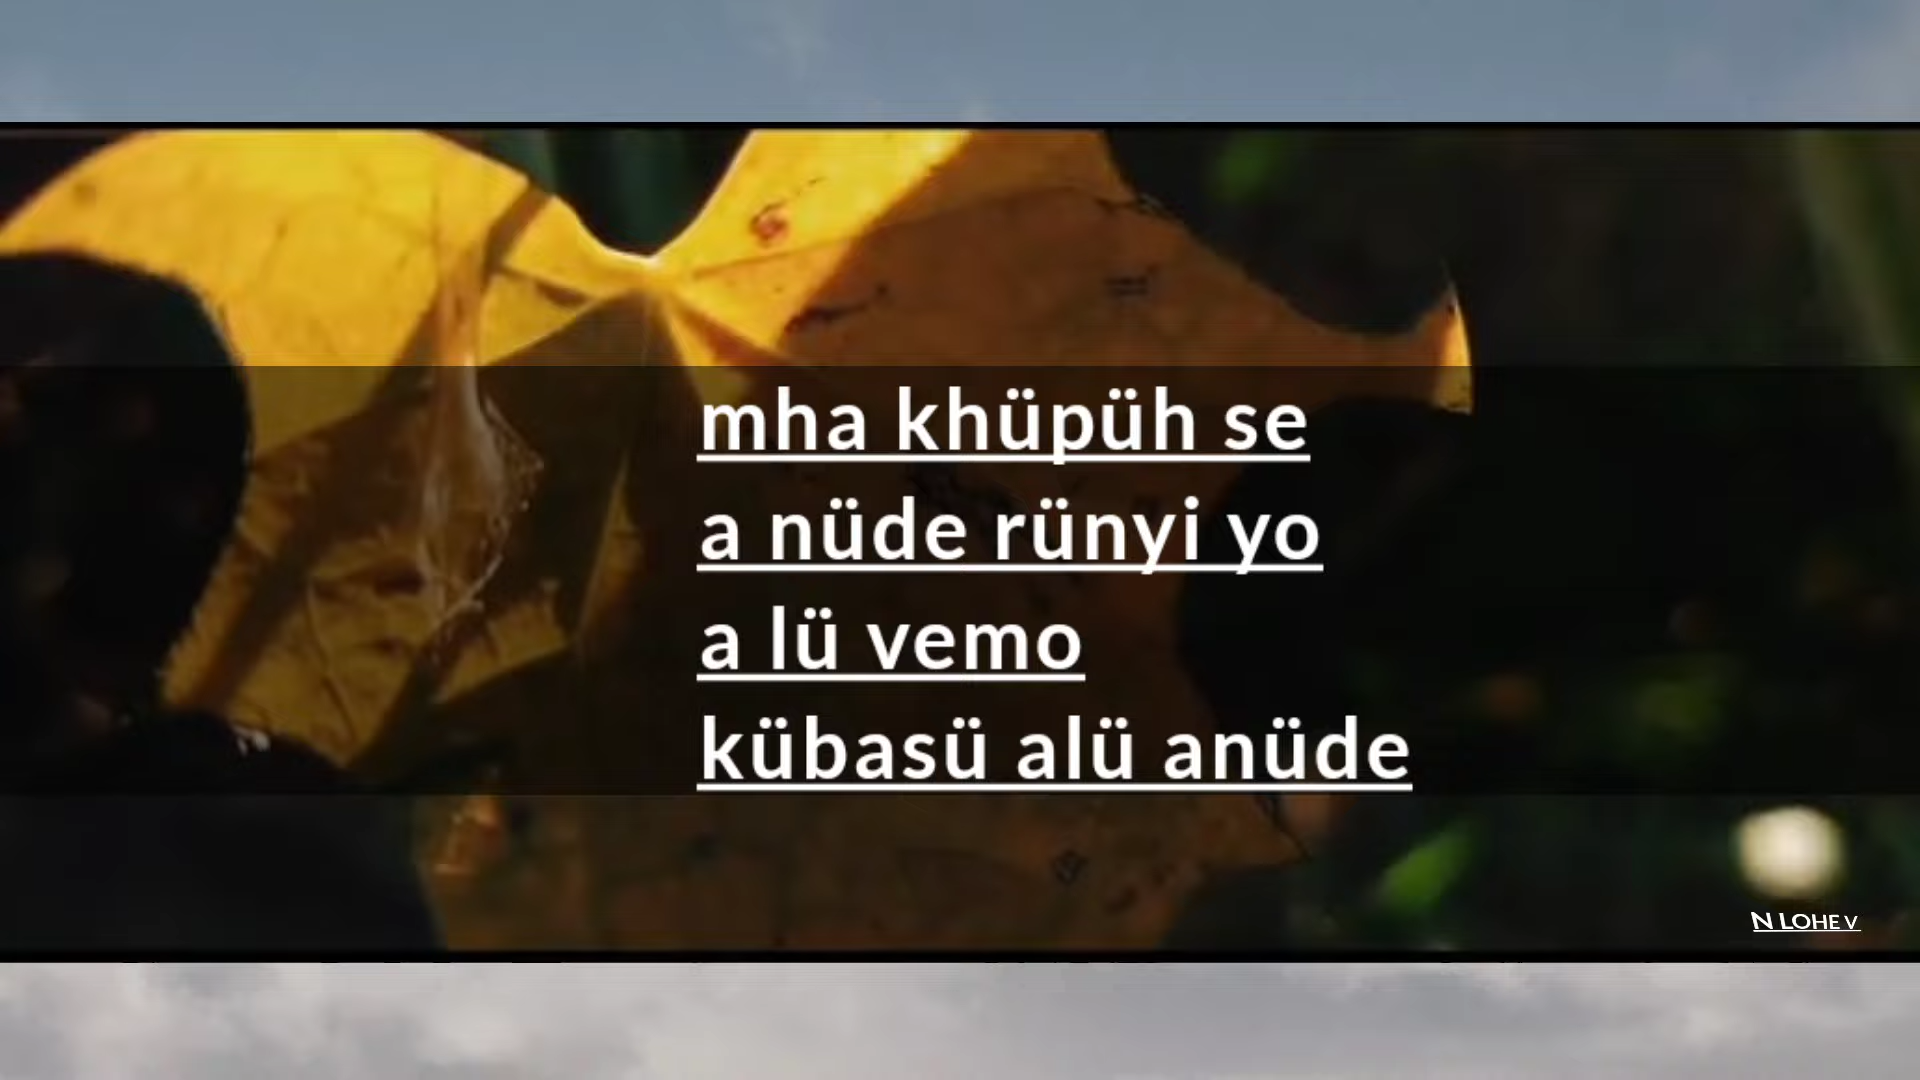 mha khüpüh se
a nüde rünyi yo
a lü vemo
kübasü alü anüde
N LOHE V